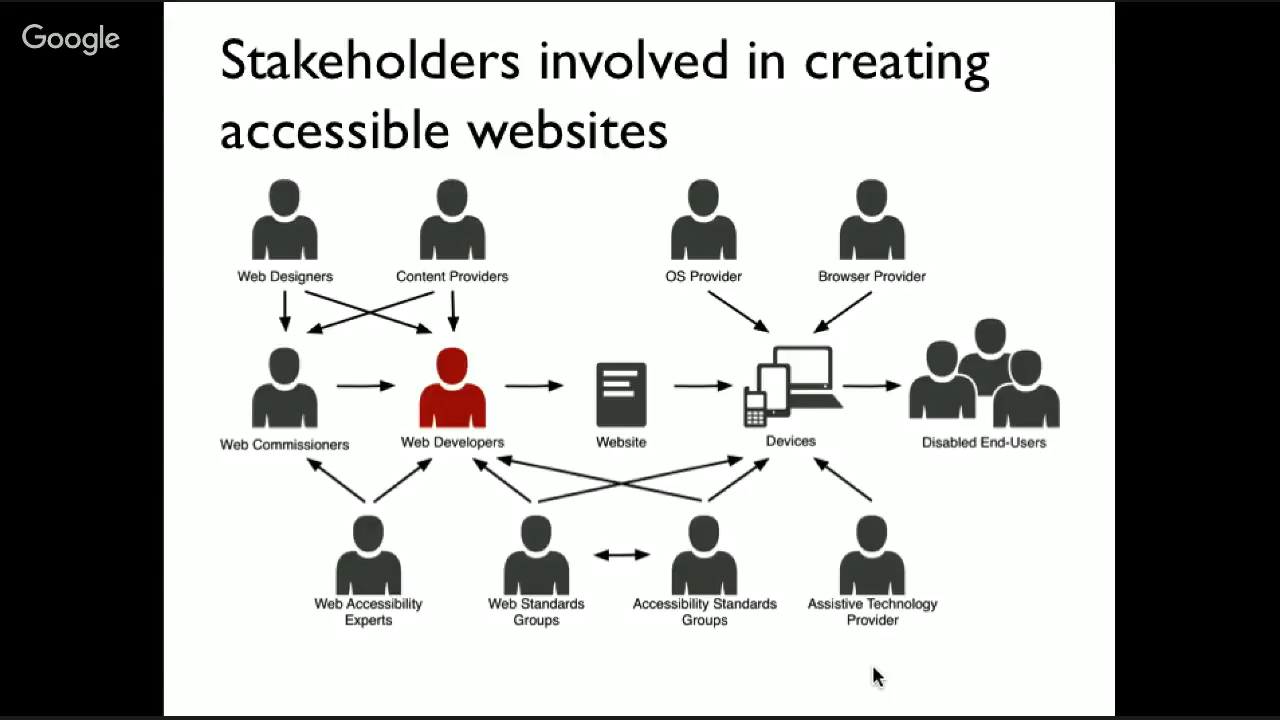 Google
Stakeholders involved in creating
accessible websites
Web Designers
Content Providers
OS Provider
Browser Provider
Web Commissioners
Web Developers
Website
Devices
Disabled End-Users
Web Accessibility
Experts
Web Standards
Groups
Accessibility Standards
Groups
Assistive Technology
Provider